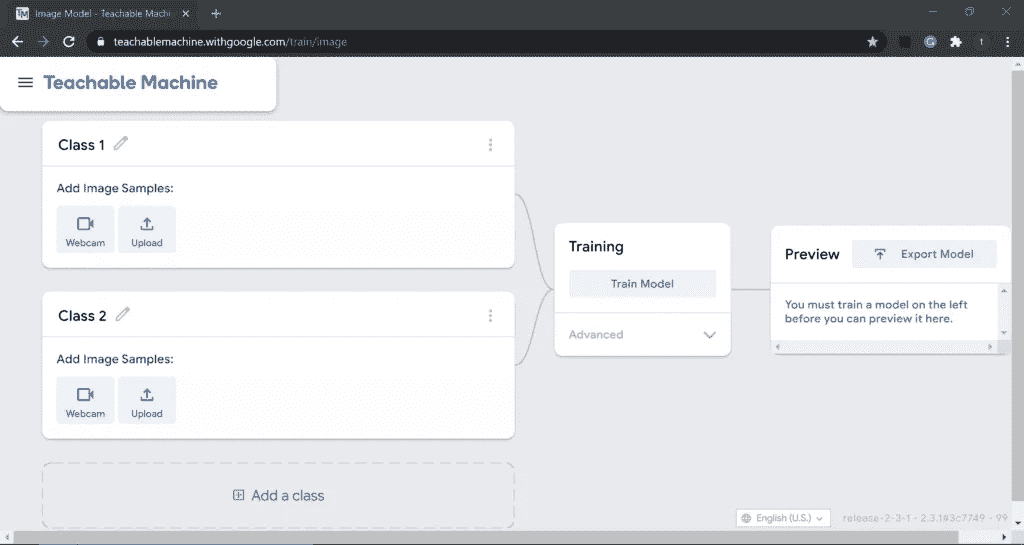 Image Model - Teachable Machi
teachablemachine.withgoogle.com/train/image
Teachable Machine
Class 1
Add Image Samples:
Webcam
Upload
Class 2
Add Image Samples:
Webcam
Upload
Add a class
Training
Train Model
Advanced
Preview
Export Model
You must train a model on the left
before you can preview it here.
English (U.S.)
release-2-3-1 - 2.3.1#3c7749 - 99